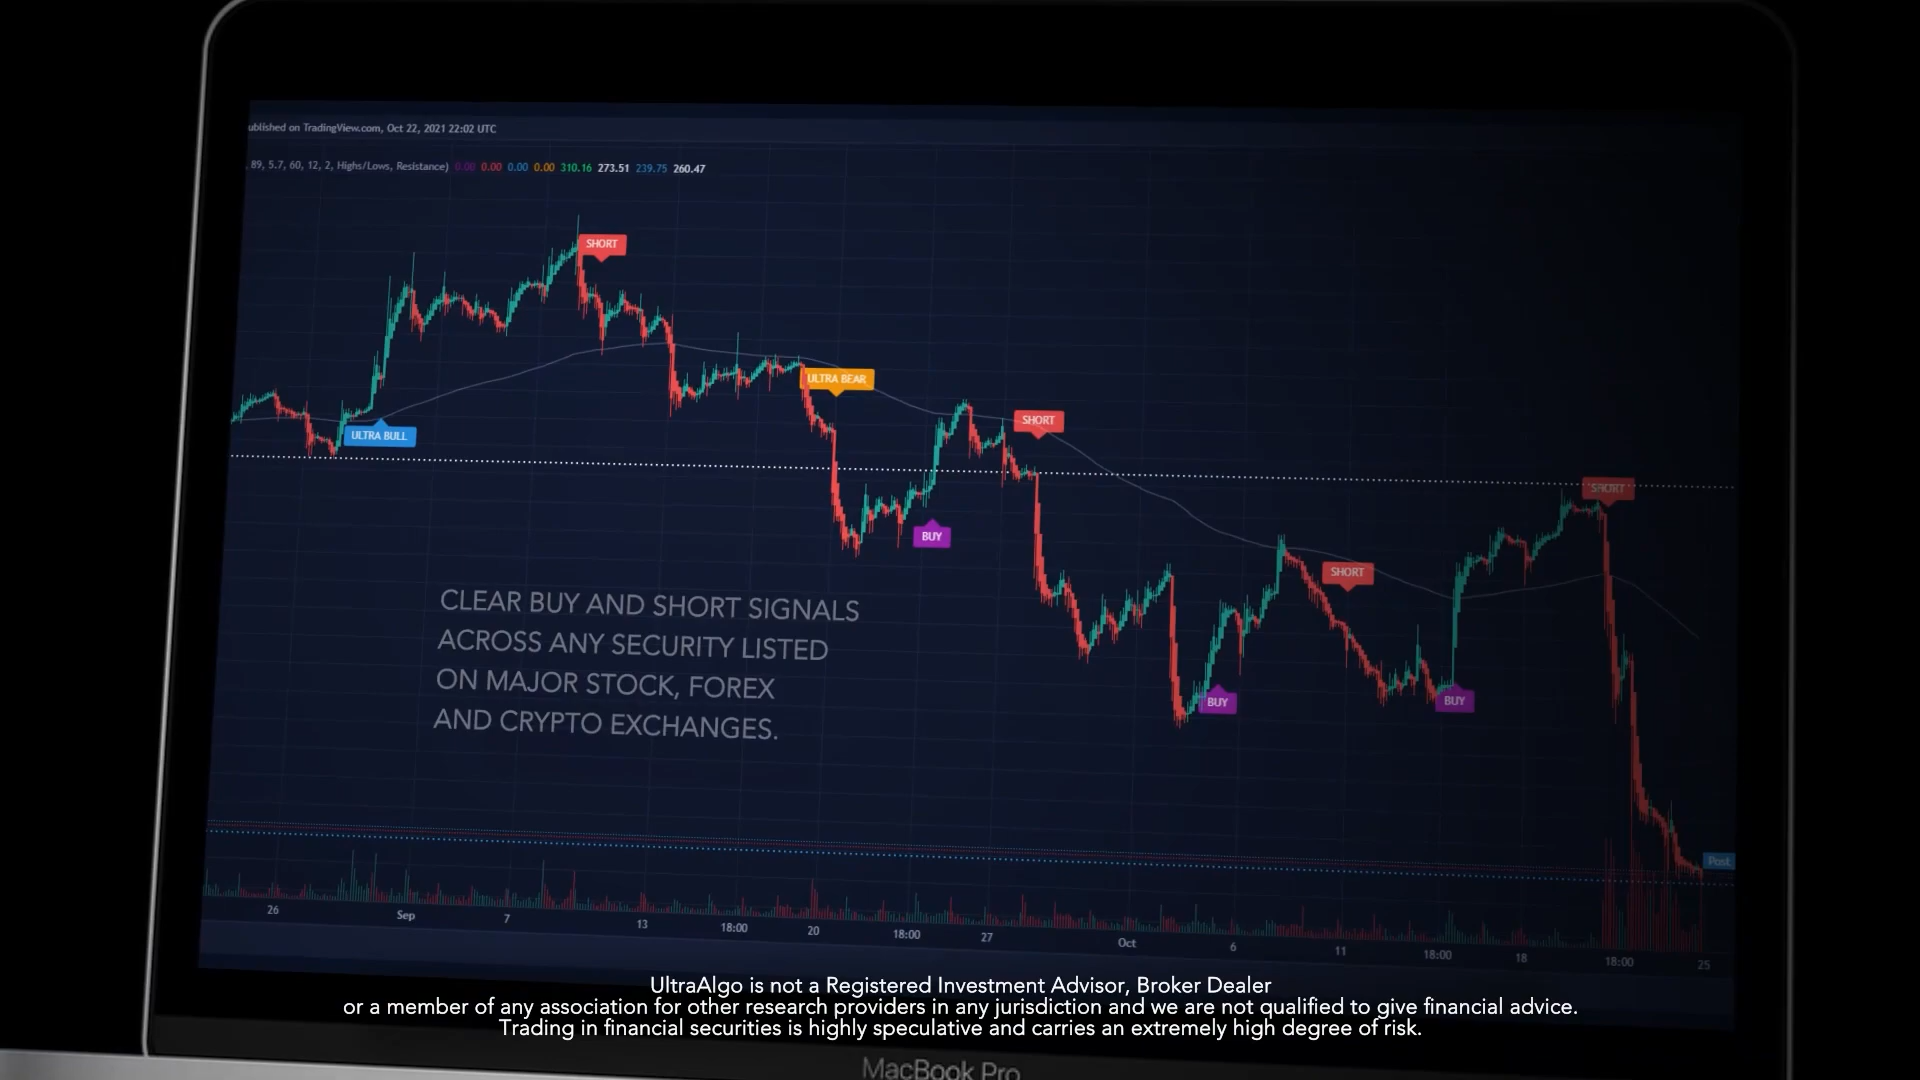 ublished on TradingView.com, Oct 22, 2021 22:02 UTC
, 89, 5.7, 60, 12, 2, Highs/Lows, Resistance) 0.00 0.00 0.00 0.00 310.16 273.51 239.75 260.47
SHORT
ULTRA BEAR
SHORT
ULTRA BULL
SHORT
BUY
SHORT
BUY
BUY
CLEAR BUY AND SHORT SIGNALS
ACROSS ANY SECURITY LISTED
ON MAJOR STOCK, FOREX
AND CRYPTO EXCHANGES.
Post
26 Sep 7 13 18:00 20 18:00 27 Oct 6 11 18:00 18 18:00 25
UltraAlgo is not a Registered Investment Advisor, Broker Dealer
or a member of any association for other research providers in any jurisdiction and we are not qualified to give financial advice.
Trading in financial securities is highly speculative and carries an extremely high degree of risk.
MacBook Pro